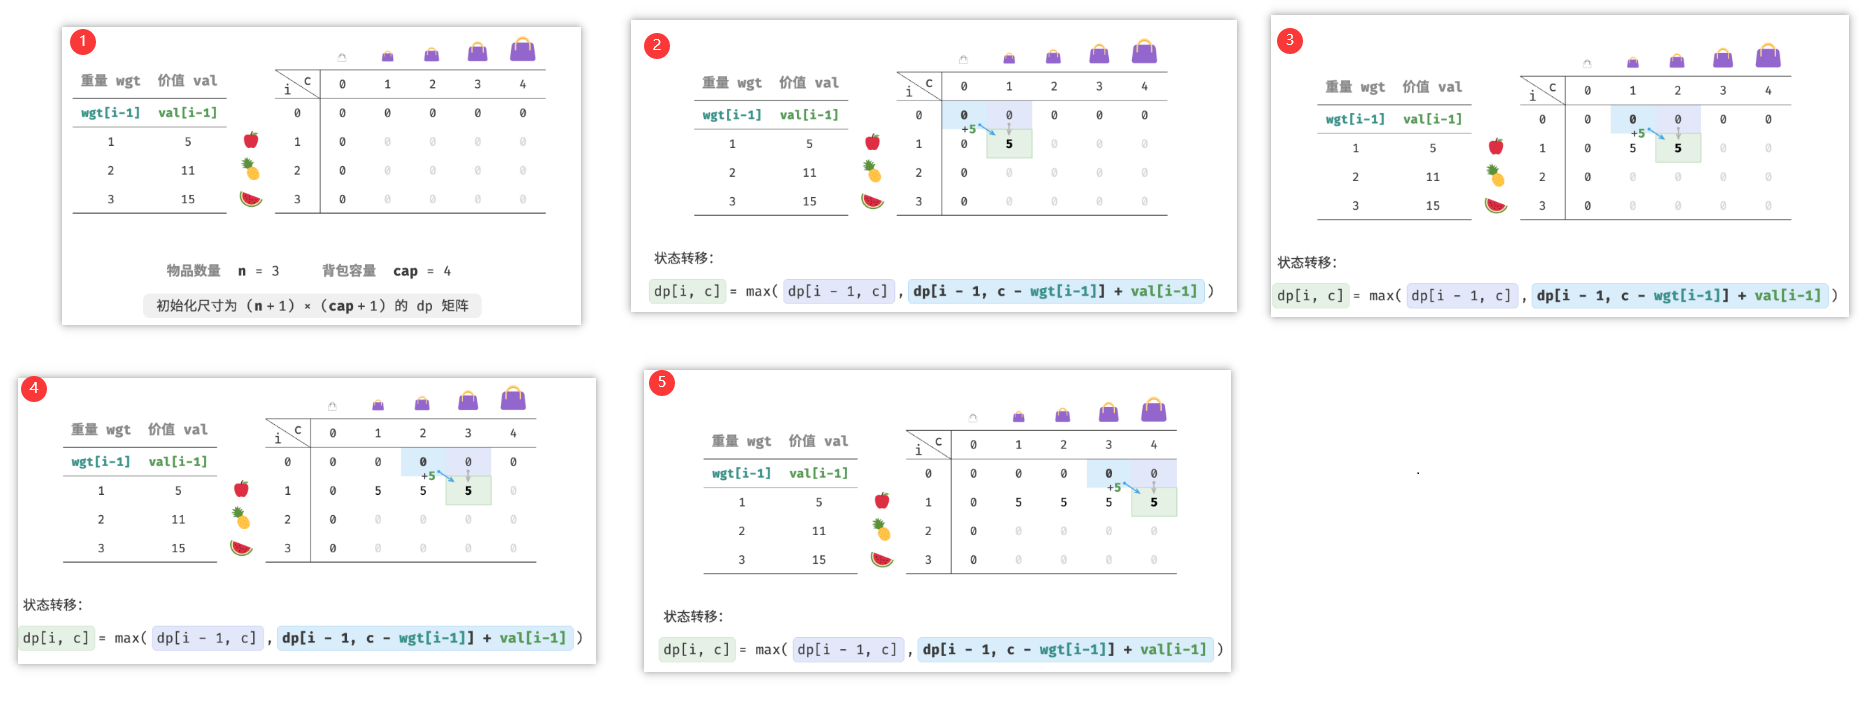 1
重量 wgt 价值 val
c
i
0 1 2 3 4
wgt[i-1] val[i-1]
0 0 0 0 0 0
1 5 1 0 0 0 0 0
2 11 2 0 0 0 0 0
3 15 3 0 0 0 0 0
物品数量 n = 3 背包容量 cap = 4
初始化尺寸为 (n + 1) × (cap + 1) 的 dp 矩阵
2
重量 wgt 价值 val
c
i
0 1 2 3 4
wgt[i-1] val[i-1]
0 0 0 0 0 0
+5
1 5 1 0 5 0 0 0
2 11 2 0 0 0 0 0
3 15 3 0 0 0 0 0
状态转移:
dp[i, c] = max( dp[i - 1, c] , dp[i - 1, c - wgt[i-1]] + val[i-1] )
3
重量 wgt 价值 val
c
i
0 1 2 3 4
wgt[i-1] val[i-1]
0 0 0 0 0 0
+5
1 5 1 0 5 5 0 0
2 11 2 0 0 0 0 0
3 15 3 0 0 0 0 0
状态转移:
dp[i, c] = max( dp[i - 1, c] , dp[i - 1, c - wgt[i-1]] + val[i-1] )
4
重量 wgt 价值 val
c
i
0 1 2 3 4
wgt[i-1] val[i-1]
0 0 0 0 0 0
+5
1 5 1 0 5 5 5 0
2 11 2 0 0 0 0 0
3 15 3 0 0 0 0 0
状态转移:
dp[i, c] = max( dp[i - 1, c] , dp[i - 1, c - wgt[i-1]] + val[i-1] )
5
重量 wgt 价值 val
c
i
0 1 2 3 4
wgt[i-1] val[i-1]
0 0 0 0 0 0
+5
1 5 1 0 5 5 5 5
2 11 2 0 0 0 0 0
3 15 3 0 0 0 0 0
状态转移:
dp[i, c] = max( dp[i - 1, c] , dp[i - 1, c - wgt[i-1]] + val[i-1] )